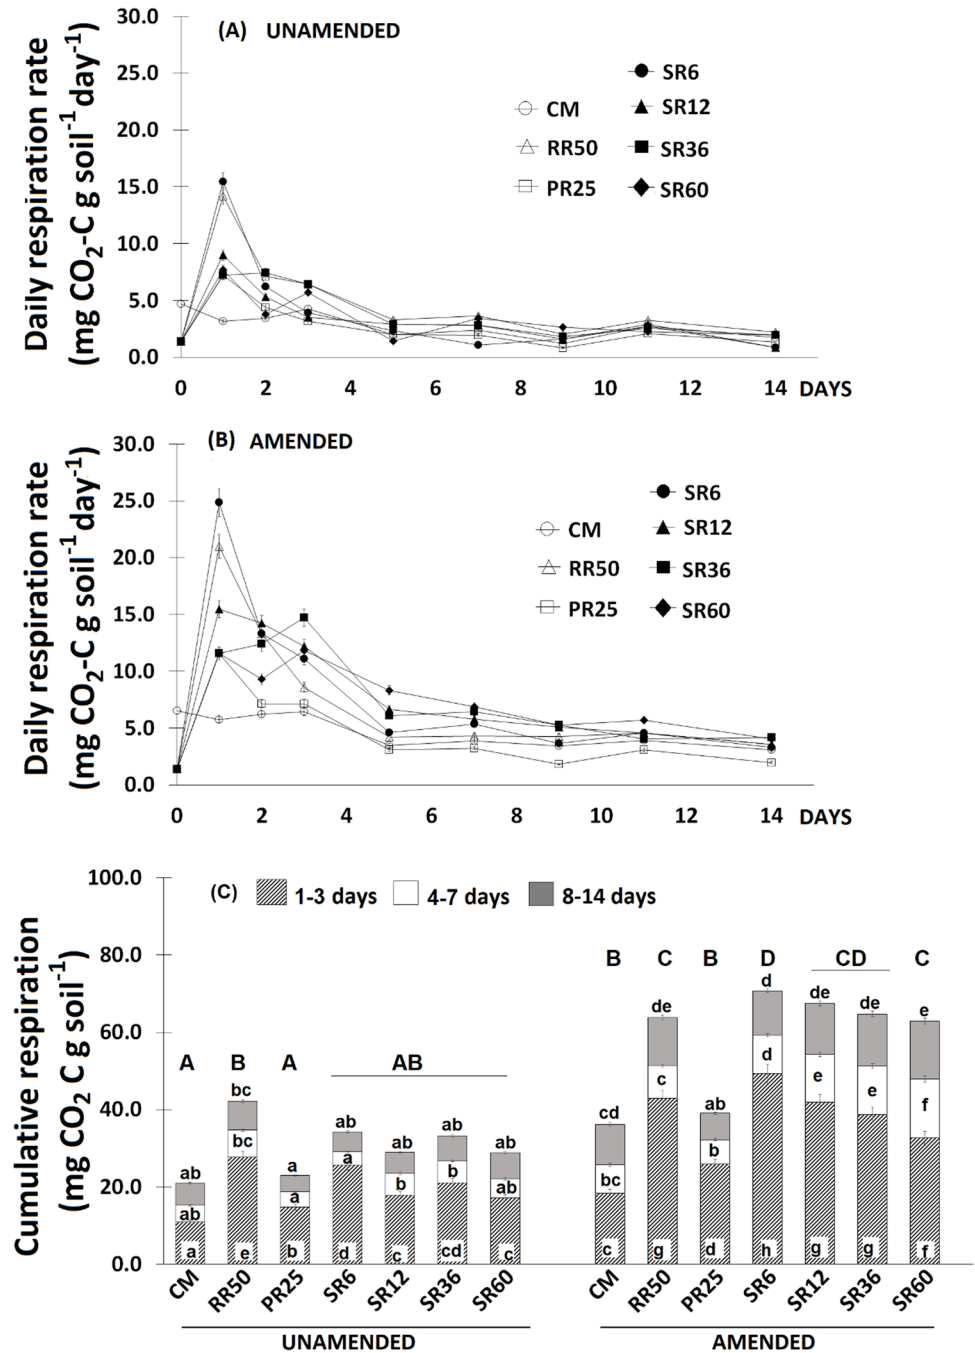 (A) UNAMENDED
Daily respiration rate
(mg CO2-C g soil-1 day-1)
30.0
25.0
20.0
15.0
10.0
5.0
0.0
CM
RR50
PR25
SR6
SR12
SR36
SR60
0 2 4 6 8 10 12 14 DAYS
(B) AMENDED
Daily respiration rate
(mg CO2-C g soil-1 day-1)
30.0
25.0
20.0
15.0
10.0
5.0
0.0
CM
RR50
PR25
SR6
SR12
SR36
SR60
0 2 4 6 8 10 12 14 DAYS
(C) 1-3 days 4-7 days 8-14 days
Cumulative respiration
(mg CO2 C g soil-1)
100.0
80.0
60.0
40.0
20.0
0.0
A B A AB
B C B D CD C
ab bc a ab ab ab ab
cd de ab d de de e
ab bc a a b b ab
bc c b d e e f
a e b d c cd c
c g d h g g f
CM RR50 PR25 SR6 SR12 SR36 SR60
CM RR50 PR25 SR6 SR12 SR36 SR60
UNAMENDED AMENDED